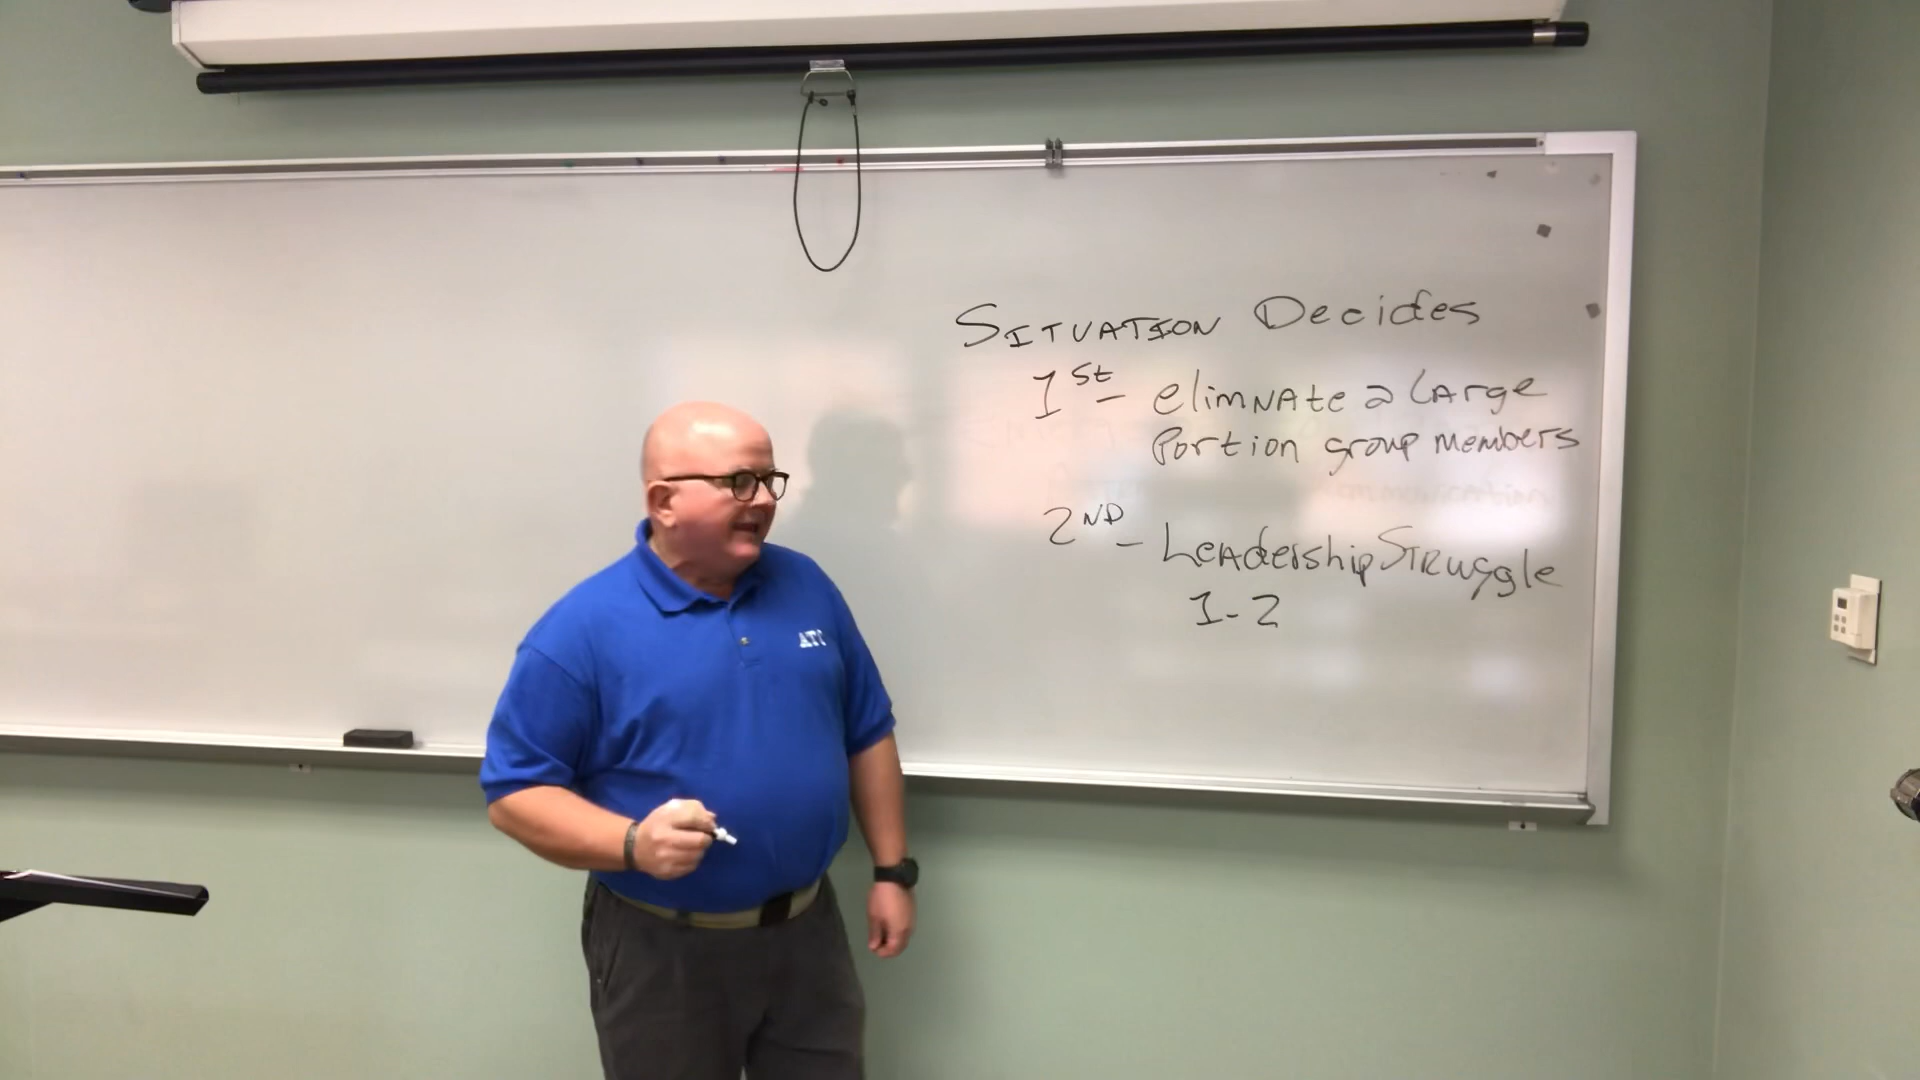 SITUATION Decides
1st - elimNate a large
Portion group members
2ND - Leadership Struggle
1-2